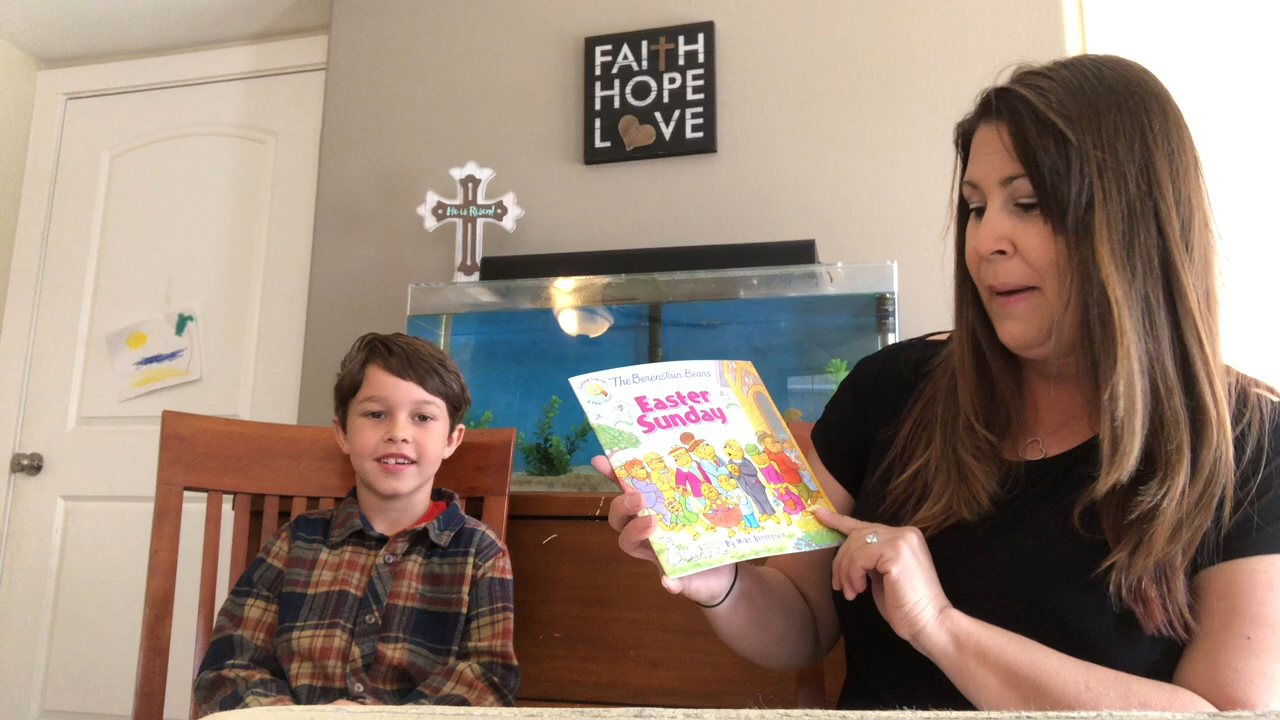 FAITH
HOPE
LOVE
He is Risen!
The Berenstain Bears
Easter
Sunday
By Mike Berenstain